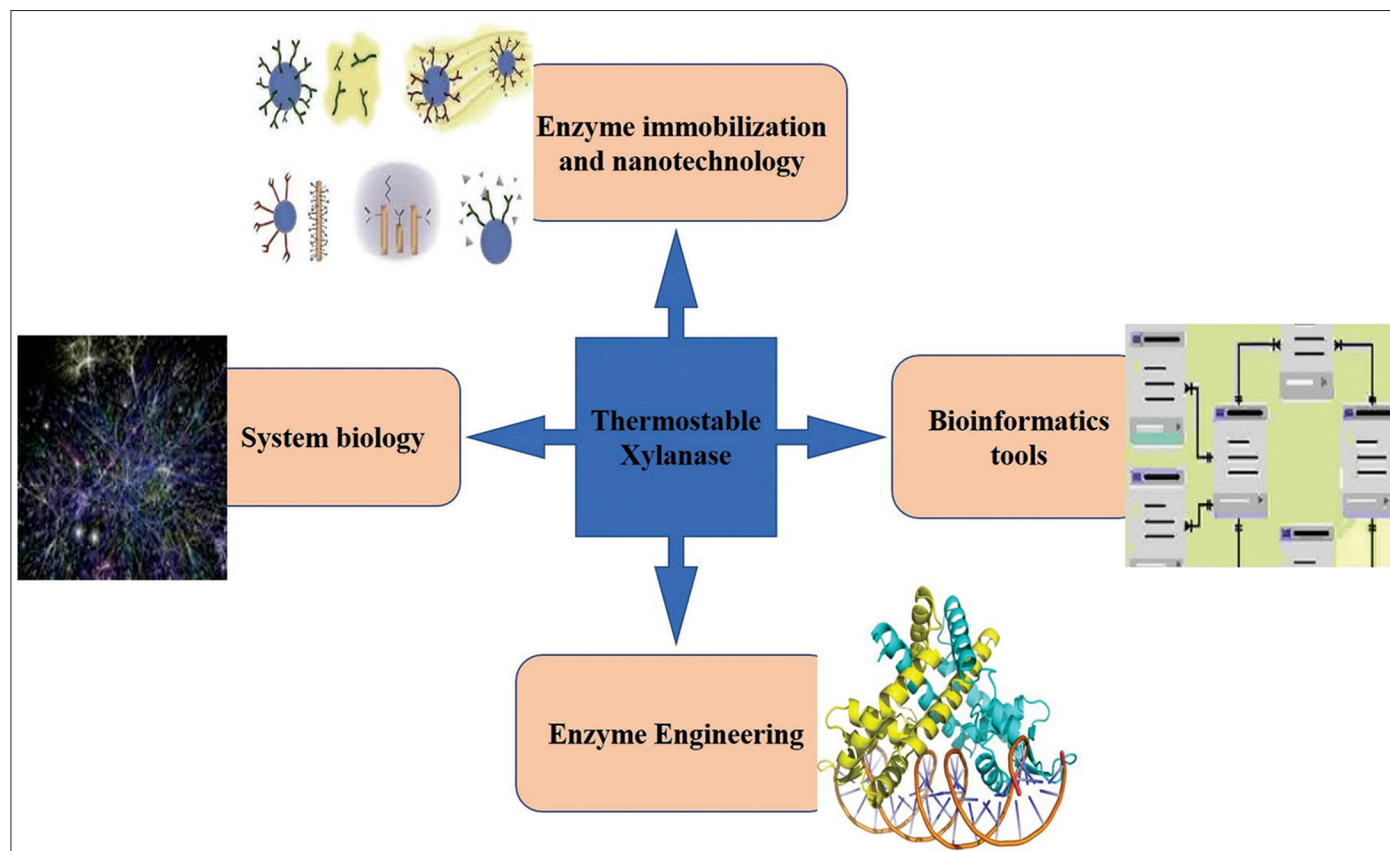 Enzyme immobilization
and nanotechnology
System biology
Thermostable
Xylanase
Bioinformatics
tools
Enzyme Engineering